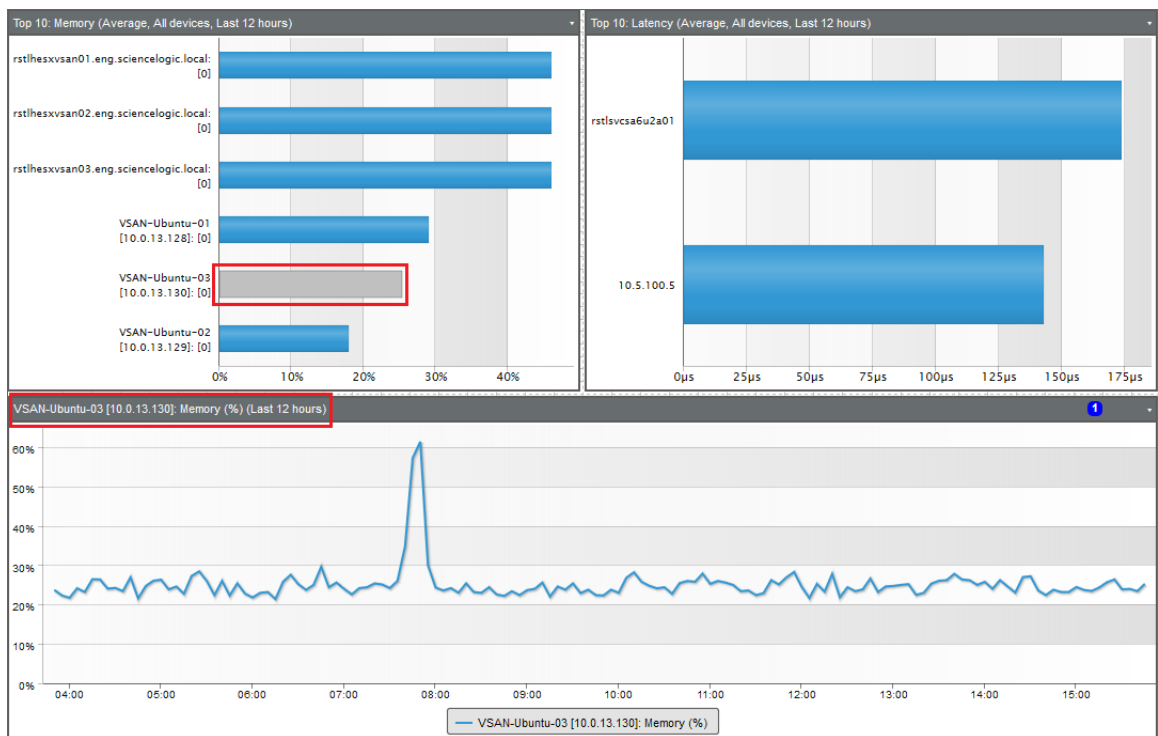 Top 10: Memory (Average, All devices, Last 12 hours)
rstlhesxvsan01.eng.sciencelogic.local:
[0]
rstlhesxvsan02.eng.sciencelogic.local:
[0]
rstlhesxvsan03.eng.sciencelogic.local:
[0]
VSAN-Ubuntu-01
[10.0.13.128]: [0]
VSAN-Ubuntu-03
[10.0.13.130]: [0]
VSAN-Ubuntu-02
[10.0.13.129]: [0]
0% 10% 20% 30% 40%
Top 10: Latency (Average, All devices, Last 12 hours)
rstlsvcsa6u2a01
10.5.100.5
0µs 25µs 50µs 75µs 100µs 125µs 150µs 175µs
VSAN-Ubuntu-03 [10.0.13.130]: Memory (%) (Last 12 hours)
1
60%
50%
40%
30%
20%
10%
0%
04:00 05:00 06:00 07:00 08:00 09:00 10:00 11:00 12:00 13:00 14:00 15:00
VSAN-Ubuntu-03 [10.0.13.130]: Memory (%)